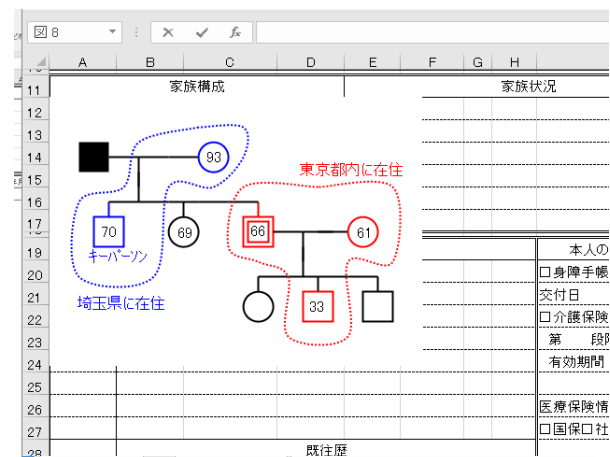 図 8
fx
A B C D E F G H
11 家族構成 家族状況
12
13
14 93
15 東京都内に在住
16
17 70 69 66 61
キーパーソン
19 本人の
20 口身障手帳
21 33 交付日
埼玉県に在住
22 口介護保険
23 第 段階
24 有効期間
25
26 医療保険情
27 口国保口社
28 既往歴